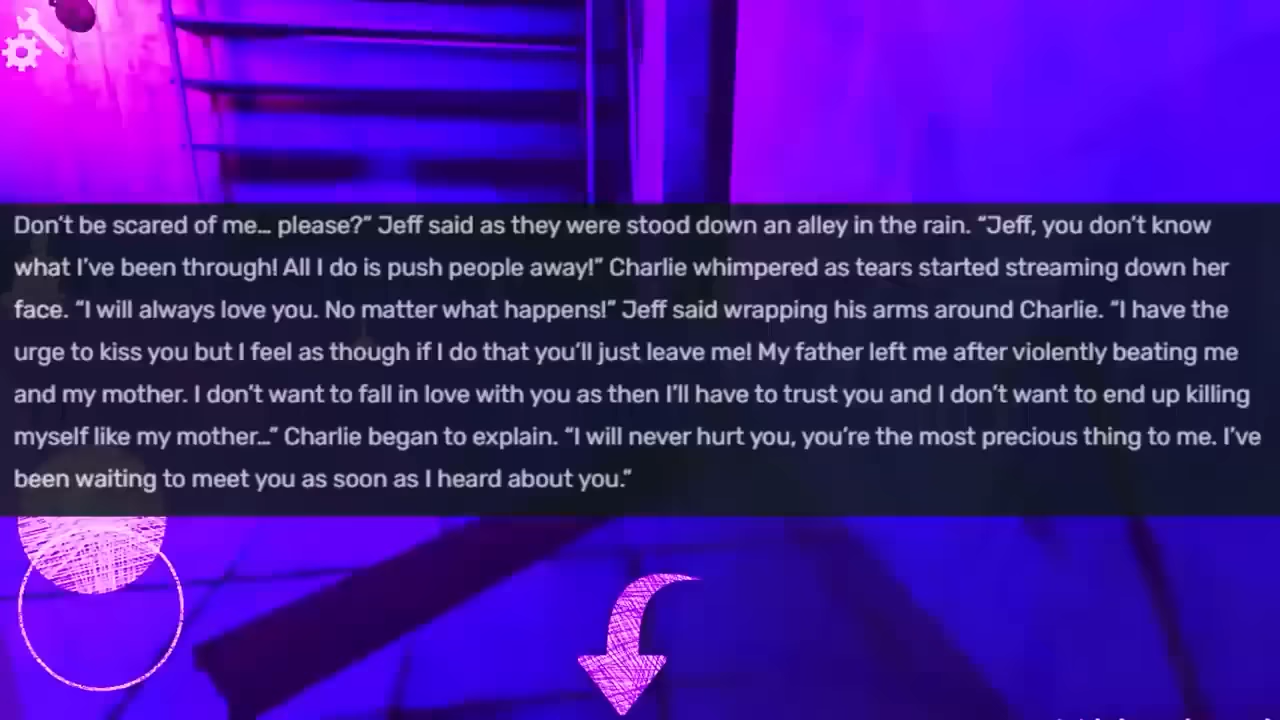 Don't be scared of me… please?” Jeff said as they were stood down an alley in the rain. “Jeff, you don't know
what I've been through! All I do is push people away!” Charlie whimpered as tears started streaming down her
face. “I will always love you. No matter what happens!” Jeff said wrapping his arms around Charlie. “I have the
urge to kiss you but I feel as though if I do that you'll just leave me! My father left me after violently beating me
and my mother. I don't want to fall in love with you as then I'll have to trust you and I don't want to end up killing
myself like my mother…” Charlie began to explain. “I will never hurt you, you're the most precious thing to me. I've
been waiting to meet you as soon as I heard about you.”